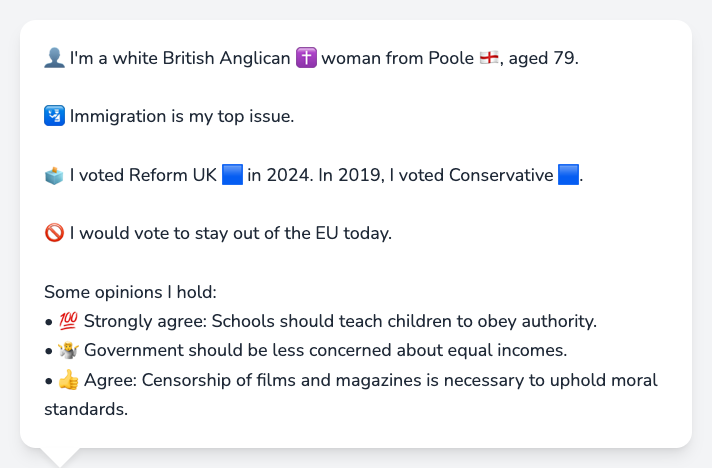 👤 I'm a white British Anglican ✝️ woman from Poole 🏴󠁧󠁢󠁥󠁮󠁧󠁿, aged 79.
🛂 Immigration is my top issue.
🗳️ I voted Reform UK 🟦 in 2024. In 2019, I voted Conservative 🟦.
🚫 I would vote to stay out of the EU today.
Some opinions I hold:
• 💯 Strongly agree: Schools should teach children to obey authority.
• 🤷 Government should be less concerned about equal incomes.
• 👍 Agree: Censorship of films and magazines is necessary to uphold moral
standards.